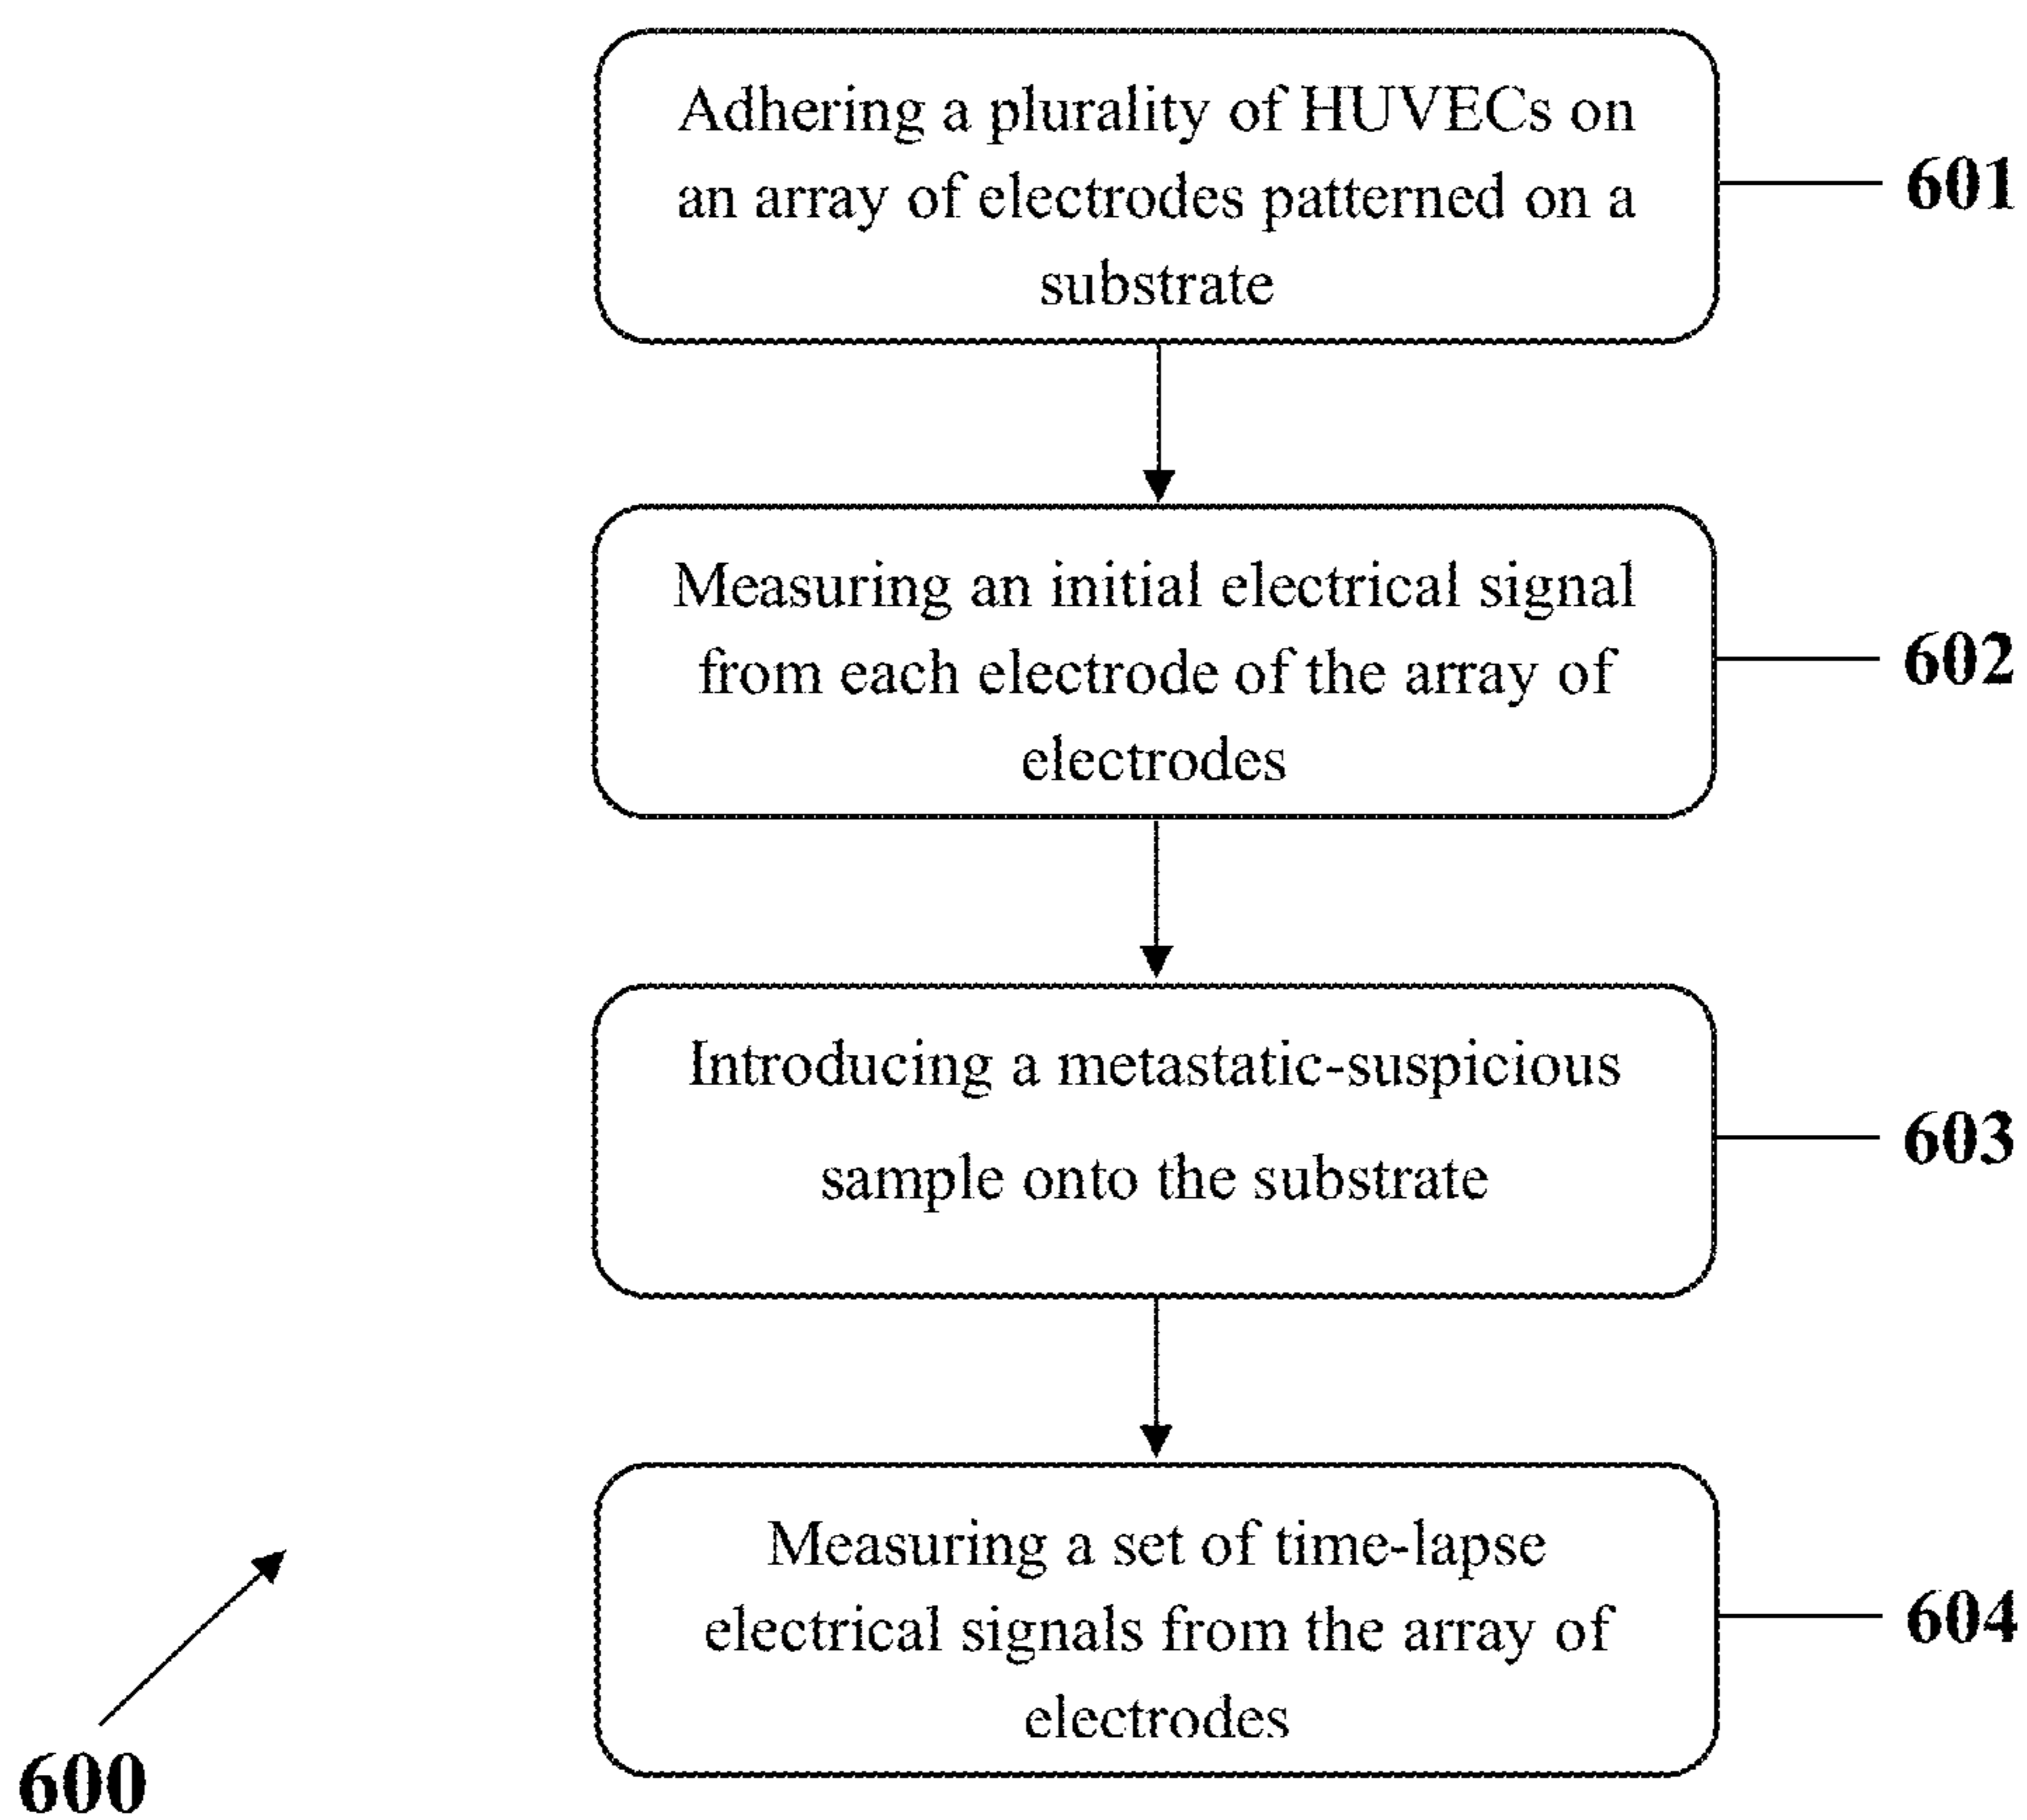 Adhering a plurality of HUVECs on
an array of electrodes patterned on a
substrate
601
Measuring an initial electrical signal
from each electrode of the array of
electrodes
602
Introducing a metastatic-suspicious
sample onto the substrate
603
Measuring a set of time-lapse
electrical signals from the array of
electrodes
604
600